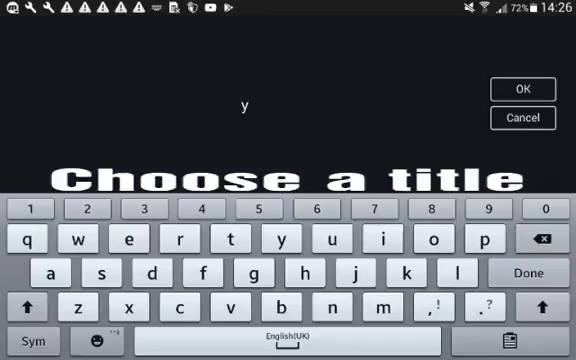 72% 14:26
OK
y
Cancel
Choose a title
1 2 3 4 5 6 7 8 9 0
q w e r t y u i o p
a s d f g h j k l Done
z x c v b n m ,! .?
Sym English(UK)